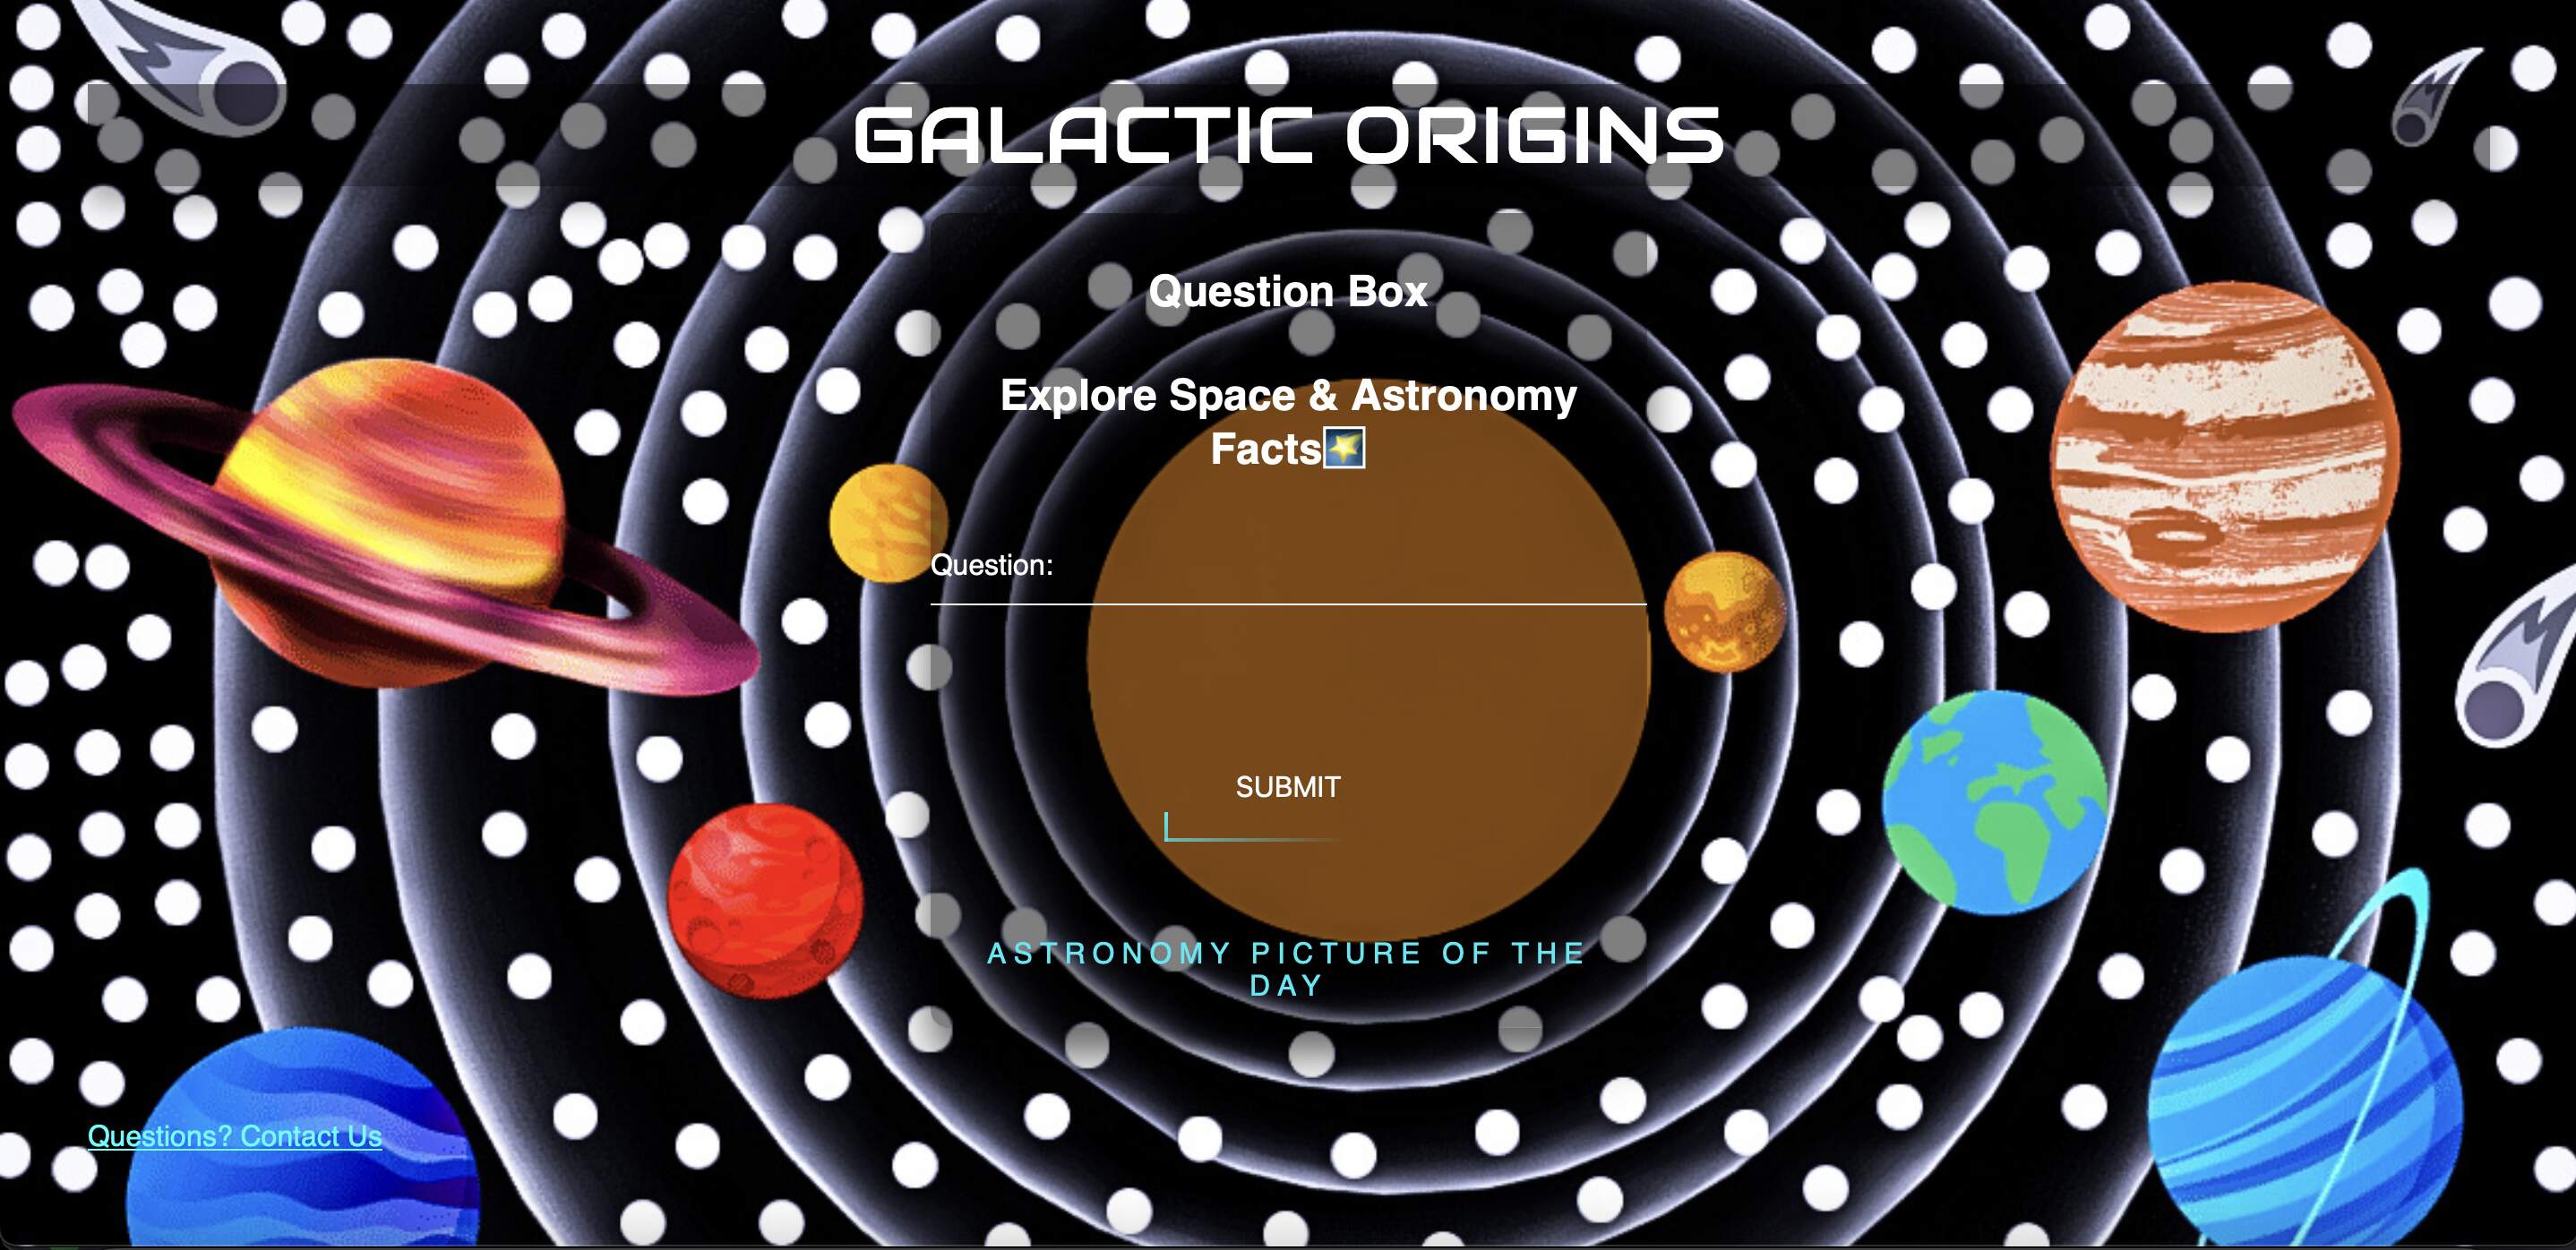 GALACTIC ORIGINS
Question Box
Explore Space & Astronomy
Facts🌠
Question:
SUBMIT
ASTRONOMY PICTURE OF THE
DAY
Questions? Contact Us